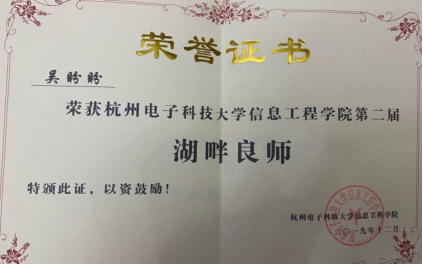 荣誉证书
吴盼盼
荣获杭州电子科技大学信息工程学院第二届
湖畔良师
特颁此证，以资鼓励！
杭州电子科技大学信息工程学院
二〇一九年十二月